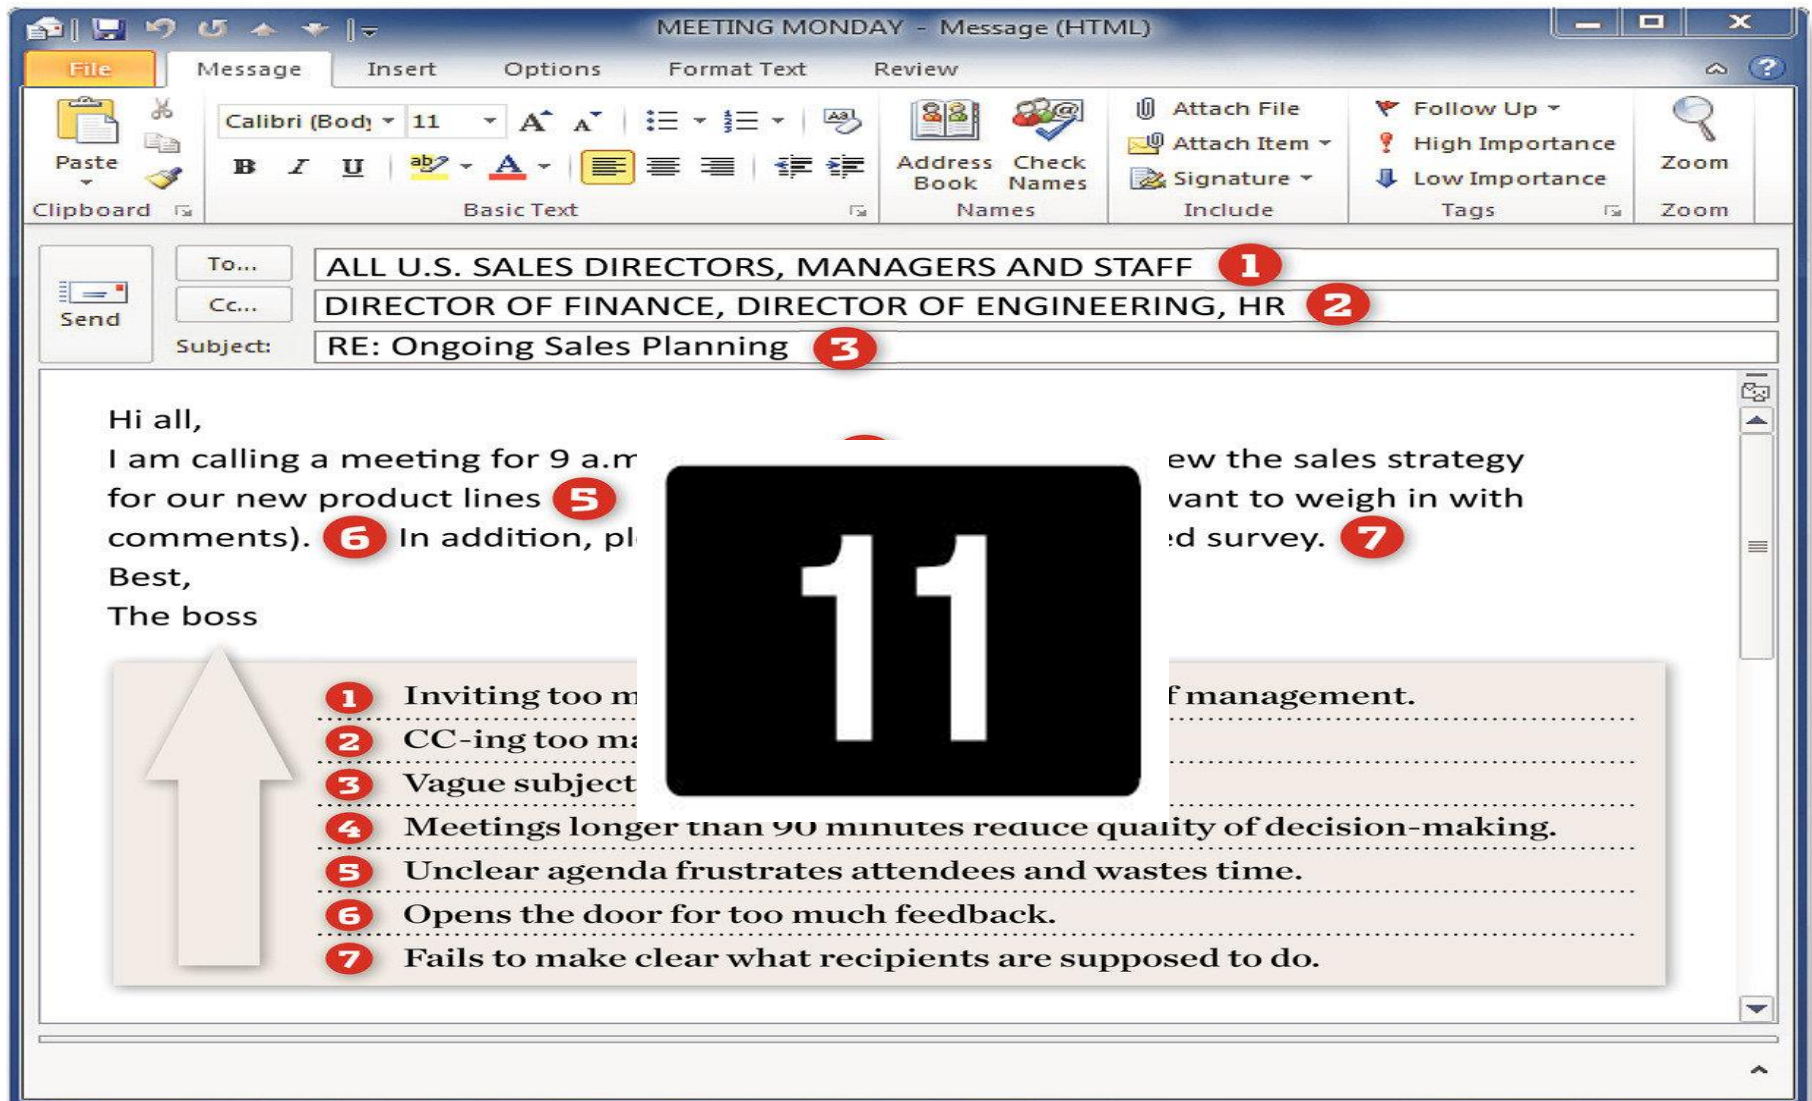 MEETING MONDAY - Message (HTML)
File Message Insert Options Format Text Review
Calibri (Body 11
Paste
Clipboard
Basic Text
Address Book
Check Names
Names
Attach File
Attach Item
Signature
Include
Follow Up
High Importance
Low Importance
Tags
Zoom
Zoom
Send
To... ALL U.S. SALES DIRECTORS, MANAGERS AND STAFF 1
Cc... DIRECTOR OF FINANCE, DIRECTOR OF ENGINEERING, HR 2
Subject: RE: Ongoing Sales Planning 3
Hi all,
I am calling a meeting for 9 the sales strategy
for our new product lines 5 to weigh in with
comments). 6 In addition, survey. 7
Best,
The boss
11
1 Inviting too management.
2 CC-ing too
3 Vague subject
4 Meetings longer than 90 minutes reduce quality of decision-making.
5 Unclear agenda frustrates attendees and wastes time.
6 Opens the door for too much feedback.
7 Fails to make clear what recipients are supposed to do.